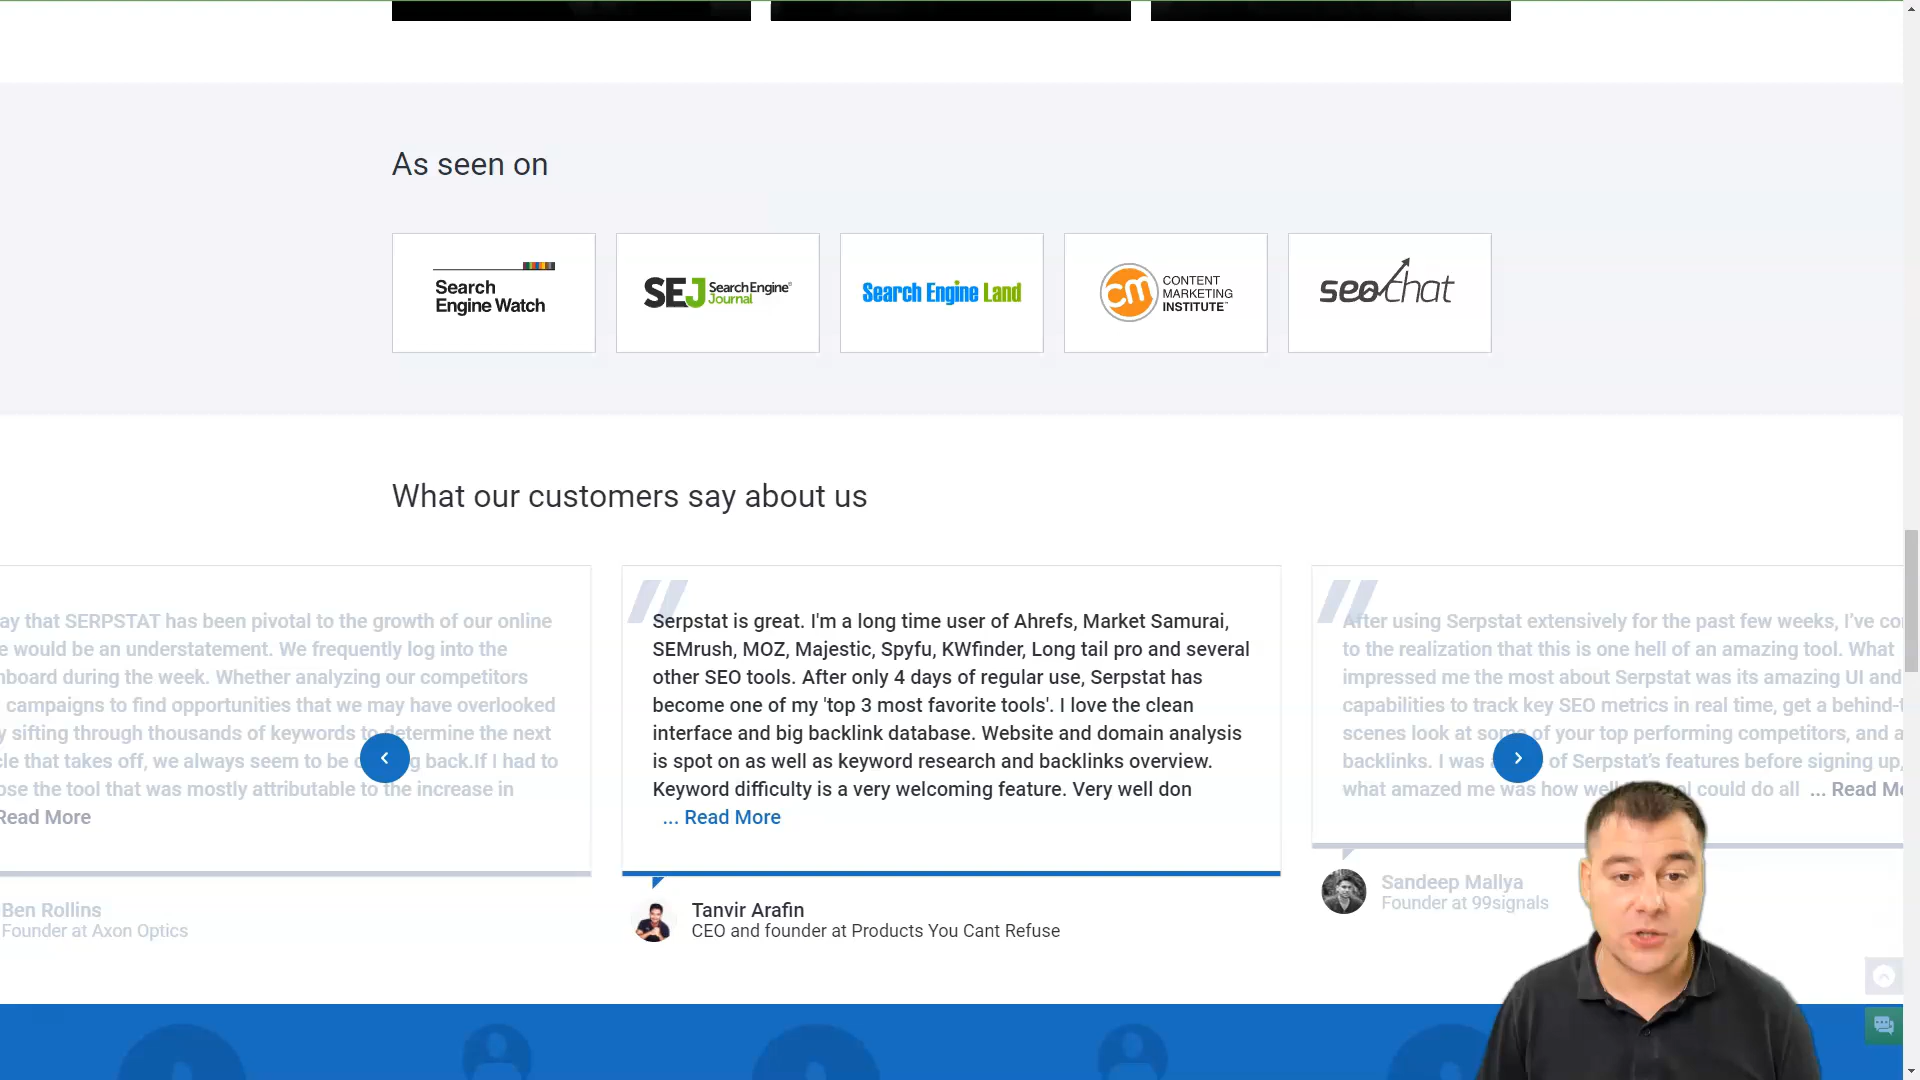 As seen on
Search
Engine Watch
SEJ Search Engine
Journal
Search Engine Land
cm CONTENT
MARKETING
INSTITUTE
seo chat
What our customers say about us
ay that SERPSTAT has been pivotal to the growth of our online
e would be an understatement. We frequently log into the
board during the week. Whether analyzing our competitors
campaigns to find opportunities that we may have overlooked
y sifting through thousands of keywords to determine the next
cle that takes off, we always seem to be g back.If I had to
ose the tool that was mostly attributable to the increase in
Read More
Ben Rollins
Founder at Axon Optics
Serpstat is great. I'm a long time user of Ahrefs, Market Samurai,
SEMrush, MOZ, Majestic, Spyfu, KWfinder, Long tail pro and several
other SEO tools. After only 4 days of regular use, Serpstat has
become one of my 'top 3 most favorite tools'. I love the clean
interface and big backlink database. Website and domain analysis
is spot on as well as keyword research and backlinks overview.
Keyword difficulty is a very welcoming feature. Very well don
... Read More
Tanvir Arafin
CEO and founder at Products You Cant Refuse
After using Serpstat extensively for the past few weeks, I've co
to the realization that this is one hell of an amazing tool. What
impressed me the most about Serpstat was its amazing UI and
capabilities to track key SEO metrics in real time, get a behind-t
scenes look at some of your top performing competitors, and a
backlinks. I was of Serpstat's features before signing up,
what amazed me was how well could do all ... Read Mo
Sandeep Mallya
Founder at 99signals